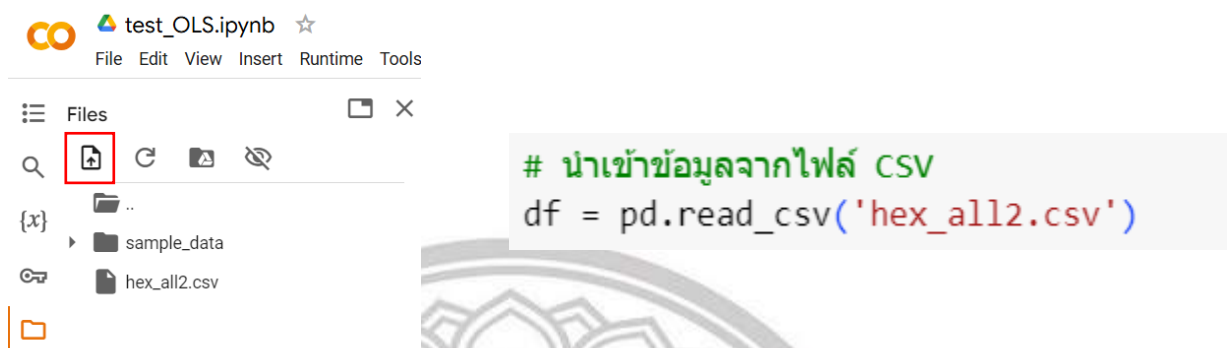 test_OLS.ipynb
File Edit View Insert Runtime Tools
Files
..
{x}
sample_data
hex_all2.csv
# นำเข้าข้อมูลจากไฟล์ CSV
df = pd.read_csv('hex_all2.csv')